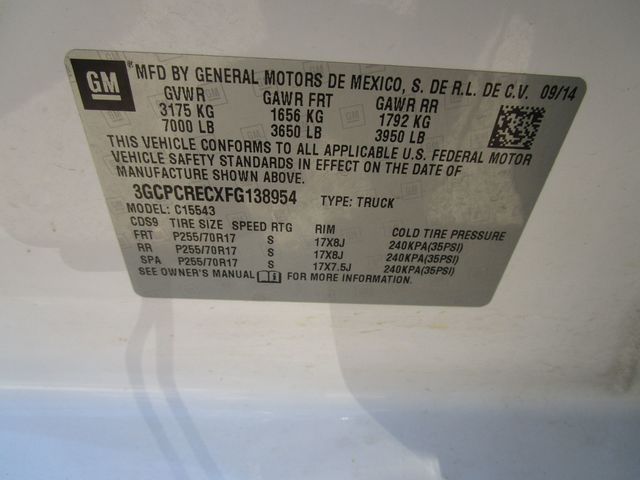 GM
MFD BY GENERAL MOTORS DE MEXICO, S. DE R.L. DE C.V. 09/14
GVWR GAWR FRT GAWR RR
3175 KG 1656 KG 1792 KG
7000 LB 3650 LB 3950 LB
THIS VEHICLE CONFORMS TO ALL APPLICABLE U.S. FEDERAL MOTOR
VEHICLE SAFETY STANDARDS IN EFFECT ON THE DATE OF
MANUFACTURE SHOWN ABOVE.
3GCPCRECXFG138954 TYPE: TRUCK
MODEL: C15543
CDS9 TIRE SIZE SPEED RTG RIM COLD TIRE PRESSURE
FRT P255/70R17 S 17X8J 240KPA(35PSI)
RR P255/70R17 S 17X8J 240KPA(35PSI)
SPA P255/70R17 S 17X7.5J 240KPA(35PSI)
SEE OWNER'S MANUAL FOR MORE INFORMATION.